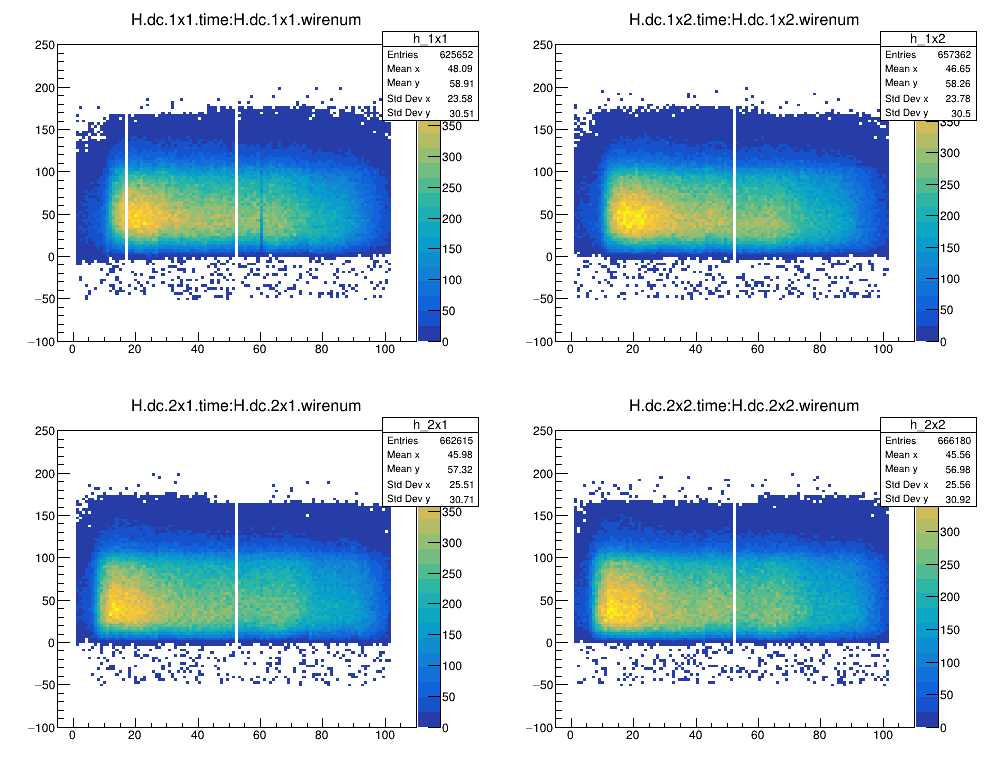 H.dc.1x1.time:H.dc.1x1.wirenum
h_1x1
Entries 625652
Mean x 48.09
Mean y 58.91
Std Dev x 23.58
Std Dev y 30.51
250
200
150
100
50
0
−50
−100
0 20 40 60 80 100
350
300
250
200
150
100
50
0
H.dc.1x2.time:H.dc.1x2.wirenum
h_1x2
Entries 657362
Mean x 46.65
Mean y 58.26
Std Dev x 23.78
Std Dev y 30.5
250
200
150
100
50
0
−50
−100
0 20 40 60 80 100
350
300
250
200
150
100
50
0
H.dc.2x1.time:H.dc.2x1.wirenum
h_2x1
Entries 662615
Mean x 45.98
Mean y 57.32
Std Dev x 25.51
Std Dev y 30.71
250
200
150
100
50
0
−50
−100
0 20 40 60 80 100
350
300
250
200
150
100
50
0
H.dc.2x2.time:H.dc.2x2.wirenum
h_2x2
Entries 666180
Mean x 45.56
Mean y 56.98
Std Dev x 25.56
Std Dev y 30.92
250
200
150
100
50
0
−50
−100
0 20 40 60 80 100
300
250
200
150
100
50
0